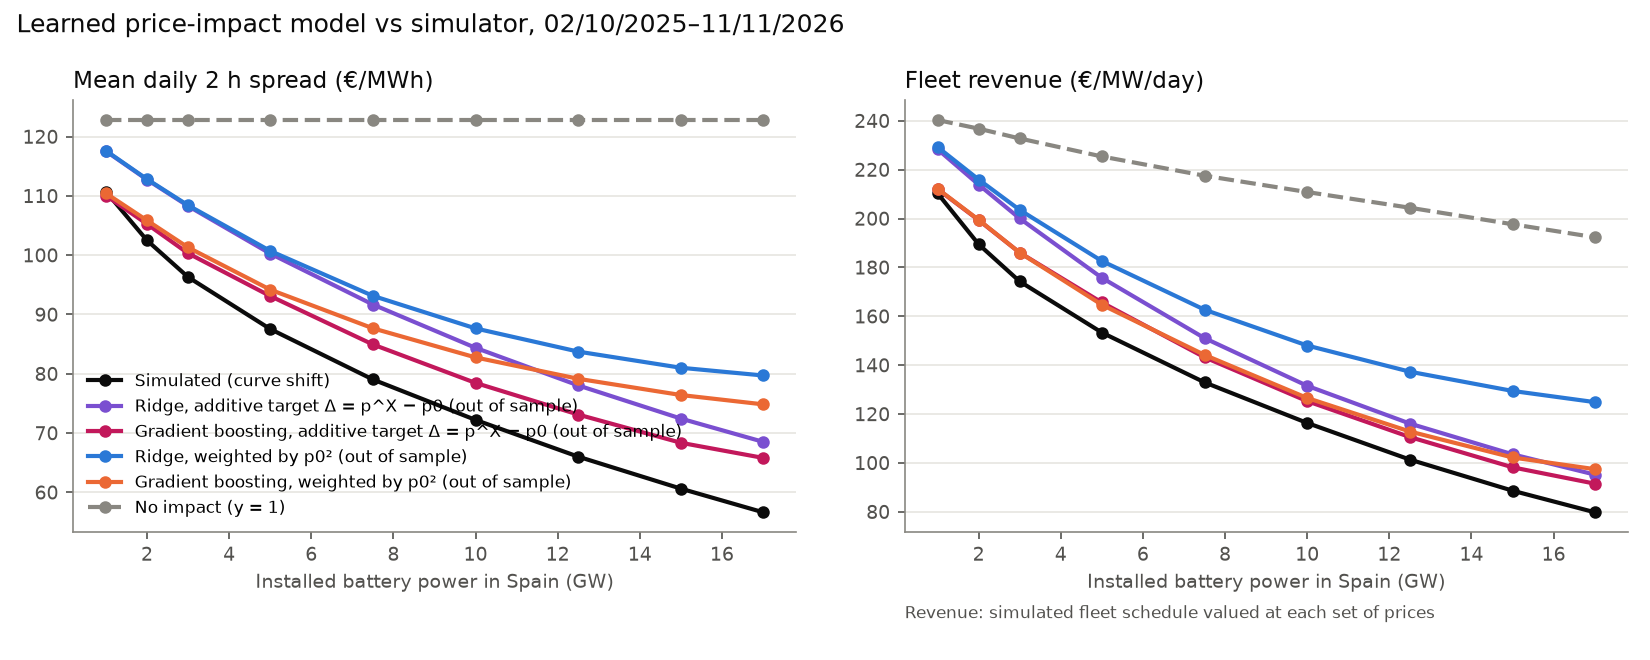 Learned price-impact model vs simulator, 02/10/2025–11/11/2026
Mean daily 2 h spread (€/MWh)
120
110
100
90
80
70
60
Simulated (curve shift)
Ridge, additive target Δ = p^X − p0 (out of sample)
Gradient boosting, additive target Δ = p^X − p0 (out of sample)
Ridge, weighted by p0² (out of sample)
Gradient boosting, weighted by p0² (out of sample)
No impact (y = 1)
2 4 6 8 10 12 14 16
Installed battery power in Spain (GW)
Fleet revenue (€/MW/day)
240
220
200
180
160
140
120
100
80
2 4 6 8 10 12 14 16
Installed battery power in Spain (GW)
Revenue: simulated fleet schedule valued at each set of prices